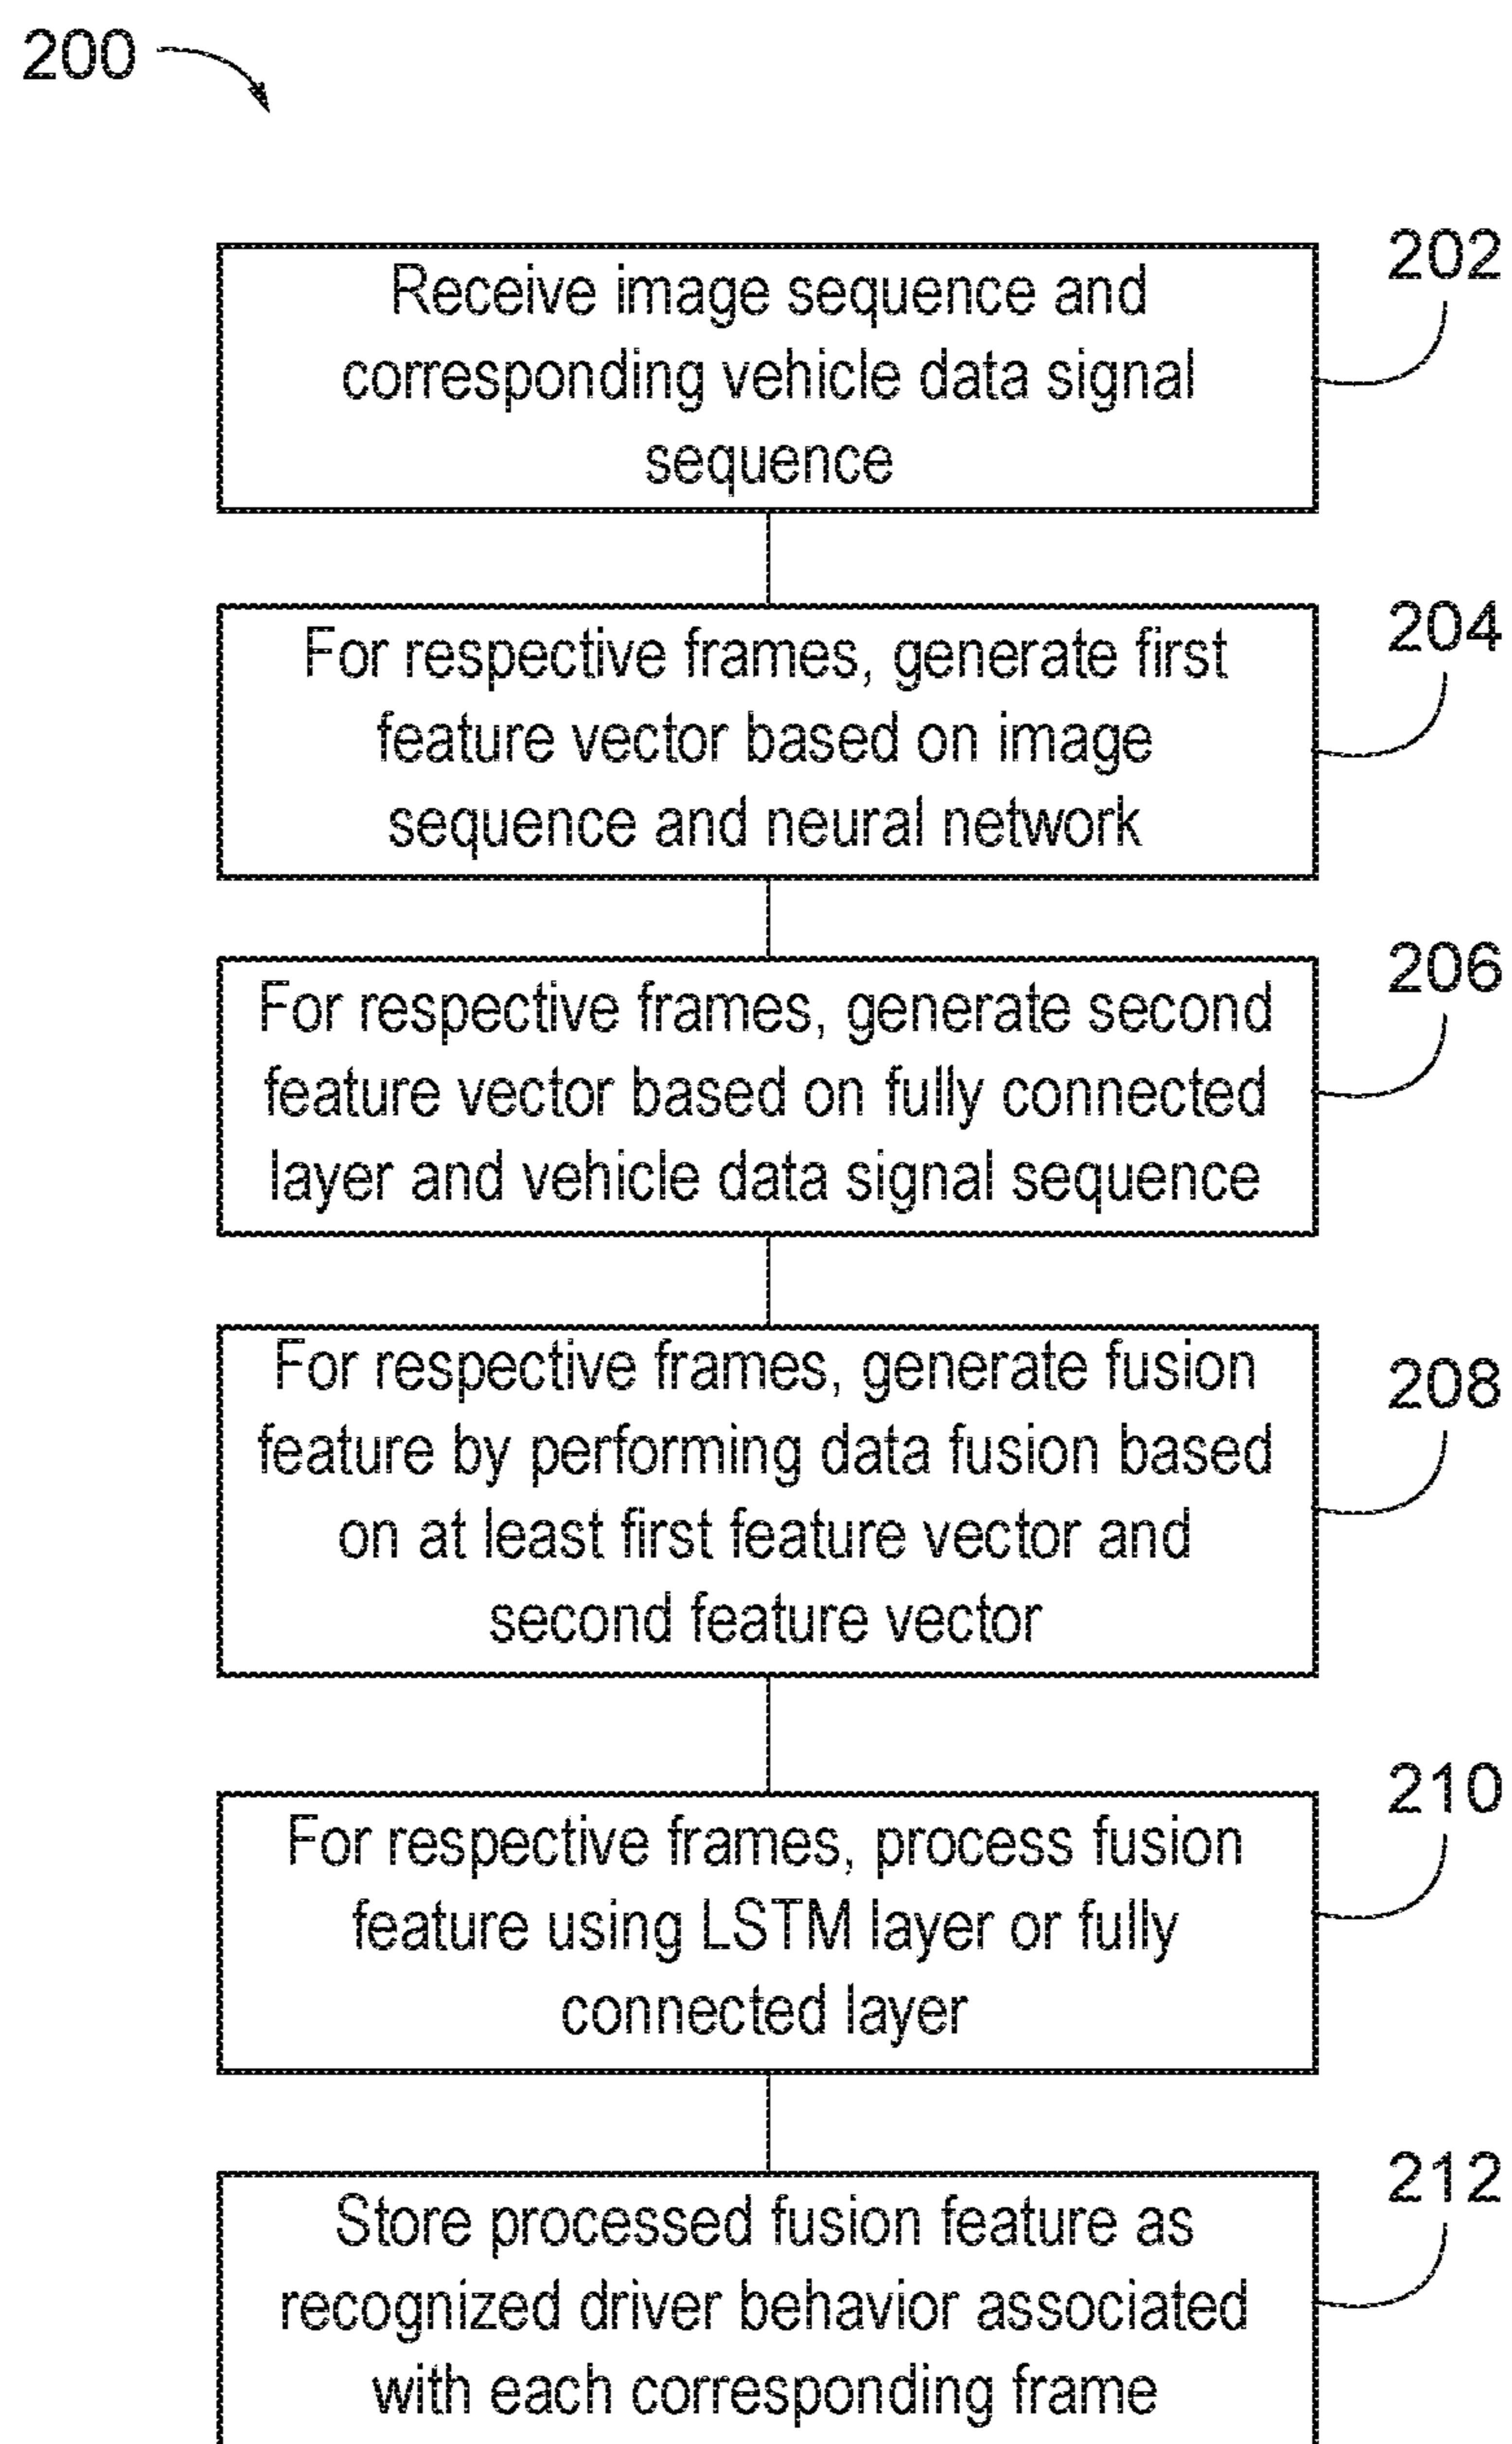 200
Receive image sequence and
corresponding vehicle data signal
sequence
202
For respective frames, generate first
feature vector based on image
sequence and neural network
204
For respective frames, generate second
feature vector based on fully connected
layer and vehicle data signal sequence
206
For respective frames, generate fusion
feature by performing data fusion based
on at least first feature vector and
second feature vector
208
For respective frames, process fusion
feature using LSTM layer or fully
connected layer
210
Store processed fusion feature as
recognized driver behavior associated
with each corresponding frame
212